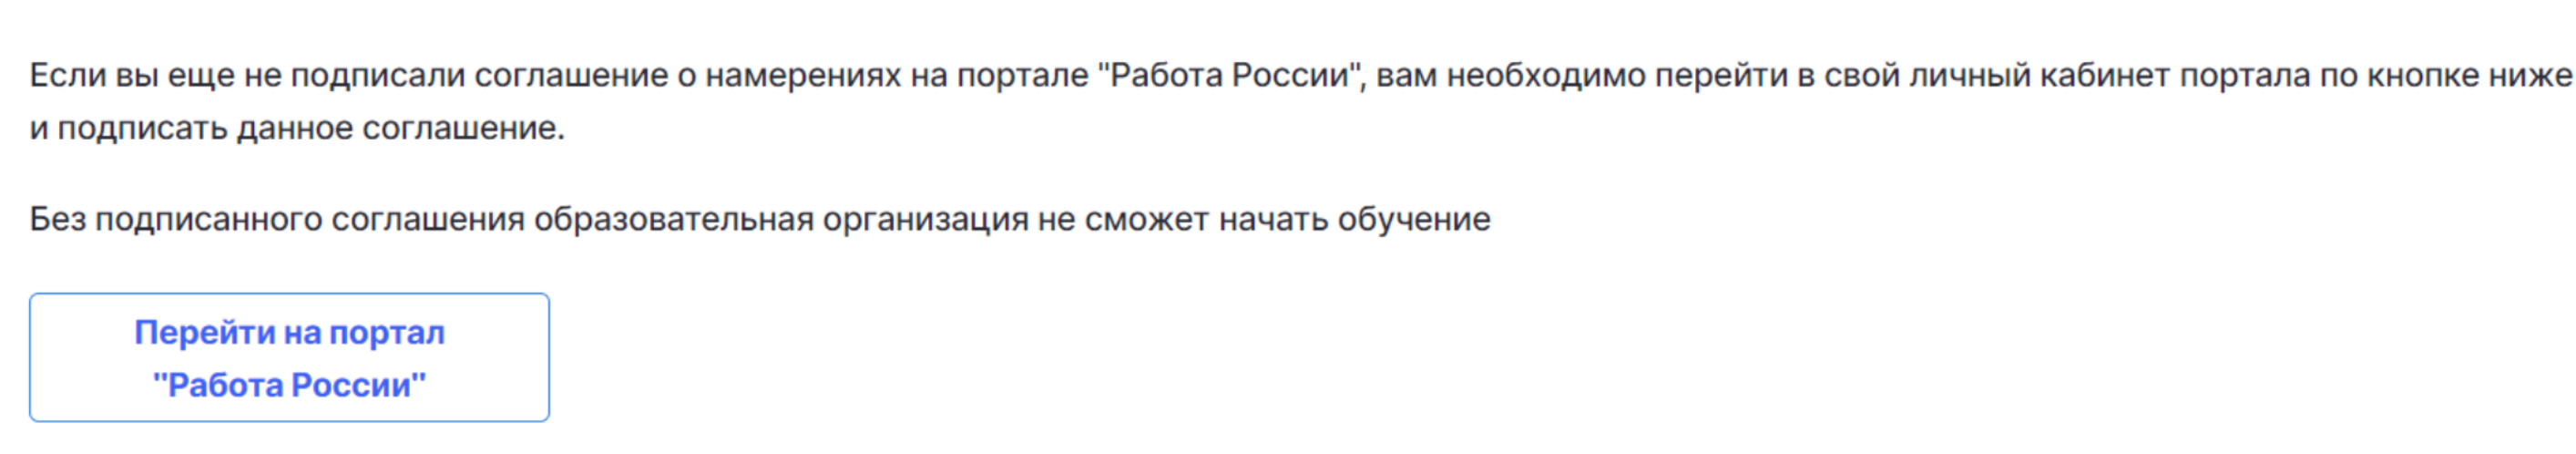 Если вы еще не подписали соглашение о намерениях на портале "Работа России", вам необходимо перейти в свой личный кабинет портала по кнопке ниже
и подписать данное соглашение.
Без подписанного соглашения образовательная организация не сможет начать обучение
Перейти на портал
"Работа России"